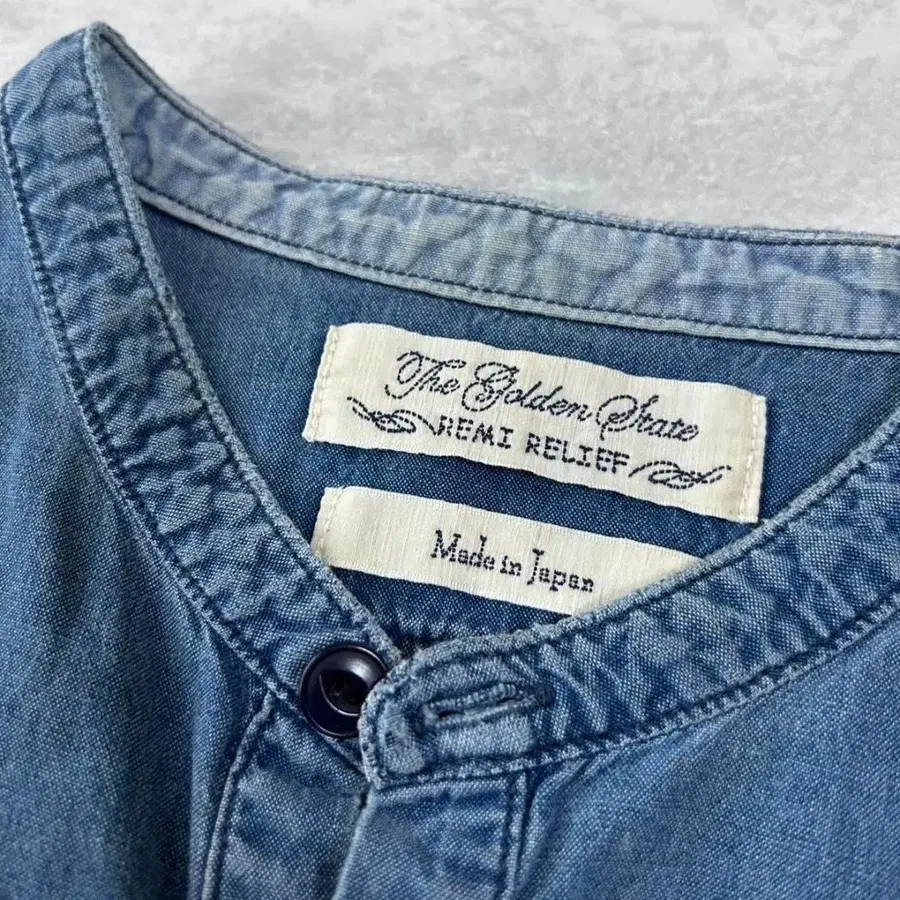 The Golden State
REMI RELIEF
Made in Japan